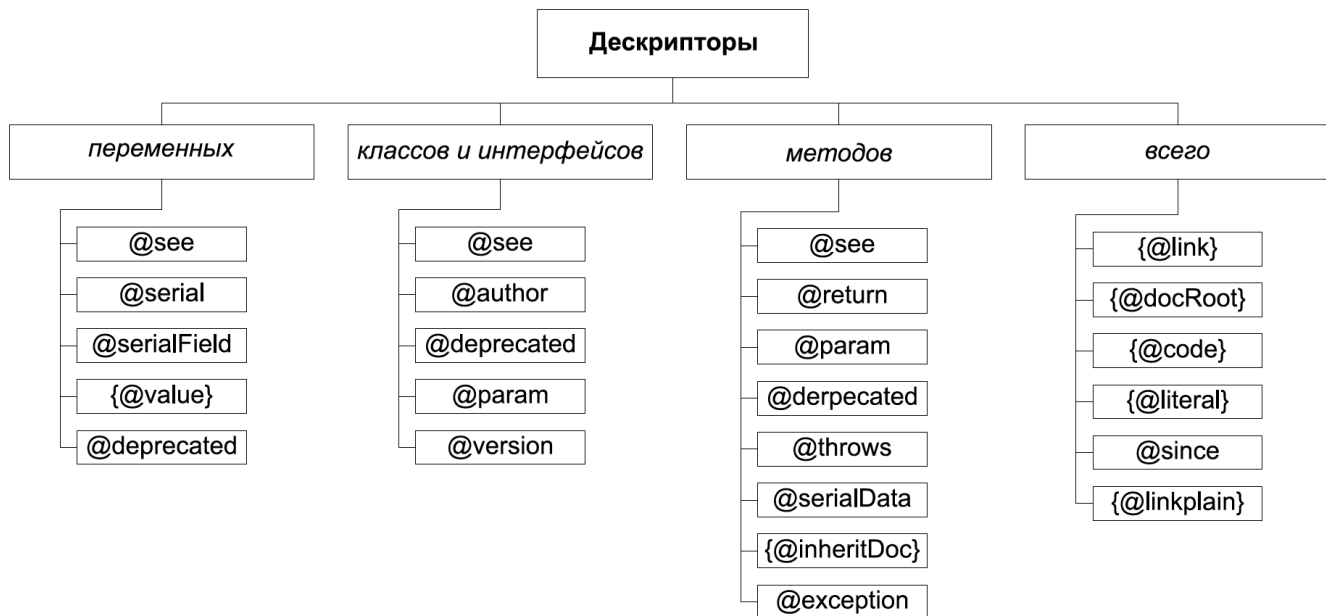 Дескрипторы
переменных
@see
@serial
@serialField
{@value}
@deprecated
классов и интерфейсов
@see
@author
@deprecated
@param
@version
методов
@see
@return
@param
@derpecated
@throws
@serialData
{@inheritDoc}
@exception
всего
{@link}
{@docRoot}
{@code}
{@literal}
@since
{@linkplain}